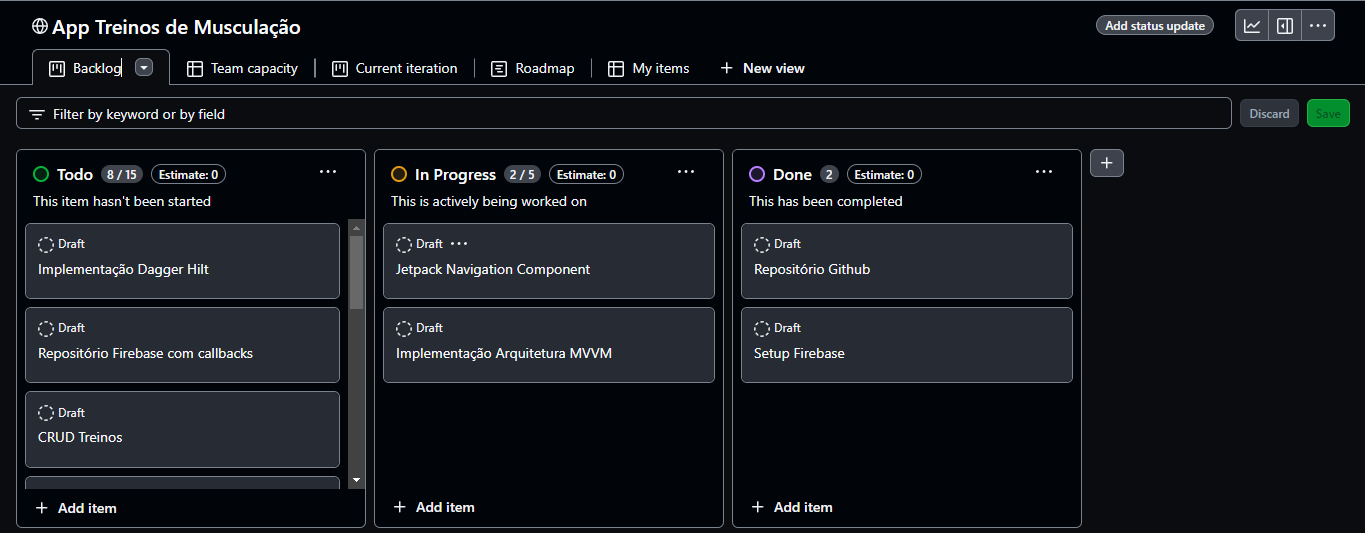 App Treinos de Musculação
Add status update
Backlog
Team capacity
Current iteration
Roadmap
My items
New view
Filter by keyword or by field
Discard
Save
Todo 8 / 15 Estimate: 0
This item hasn't been started
Draft
Implementação Dagger Hilt
Draft
Repositório Firebase com callbacks
Draft
CRUD Treinos
Add item
In Progress 2 / 5 Estimate: 0
This is actively being worked on
Draft
Jetpack Navigation Component
Draft
Implementação Arquitetura MVVM
Add item
Done 2 Estimate: 0
This has been completed
Draft
Repositório Github
Draft
Setup Firebase
Add item